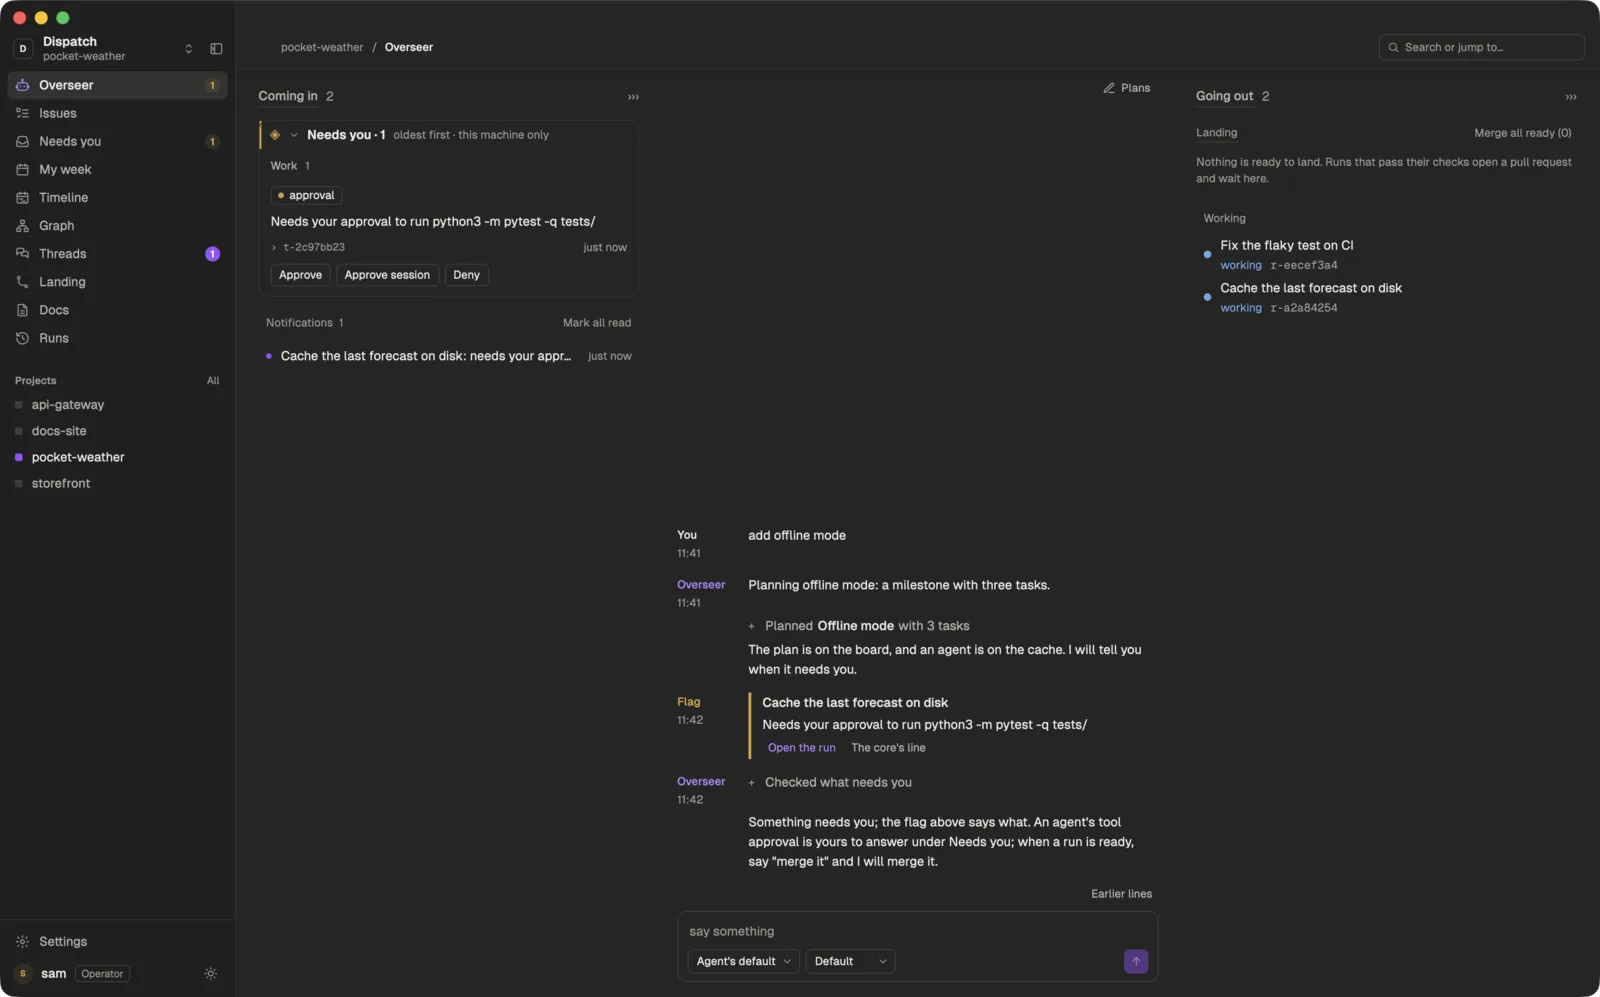 D
Dispatch
pocket-weather
Overseer 1
Issues
Needs you 1
My week
Timeline
Graph
Threads 1
Landing
Docs
Runs
Projects All
api-gateway
docs-site
pocket-weather
storefront
Settings
S sam Operator
pocket-weather / Overseer
Search or jump to...
Coming in 2
Needs you · 1 oldest first · this machine only
Work 1
approval
Needs your approval to run python3 -m pytest -q tests/
t-2c97bb23 just now
Approve Approve session Deny
Notifications 1 Mark all read
Cache the last forecast on disk: needs your appr... just now
Plans
You add offline mode
11:41
Overseer Planning offline mode: a milestone with three tasks.
11:41
+ Planned Offline mode with 3 tasks
The plan is on the board, and an agent is on the cache. I will tell you
when it needs you.
Flag Cache the last forecast on disk
11:42 Needs your approval to run python3 -m pytest -q tests/
Open the run The core's line
Overseer + Checked what needs you
11:42
Something needs you; the flag above says what. An agent's tool
approval is yours to answer under Needs you; when a run is ready,
say "merge it" and I will merge it.
Earlier lines
say something
Agent's default Default
Going out 2
Landing Merge all ready (0)
Nothing is ready to land. Runs that pass their checks open a pull request
and wait here.
Working
Fix the flaky test on CI
working r-eecef3a4
Cache the last forecast on disk
working r-a2a84254